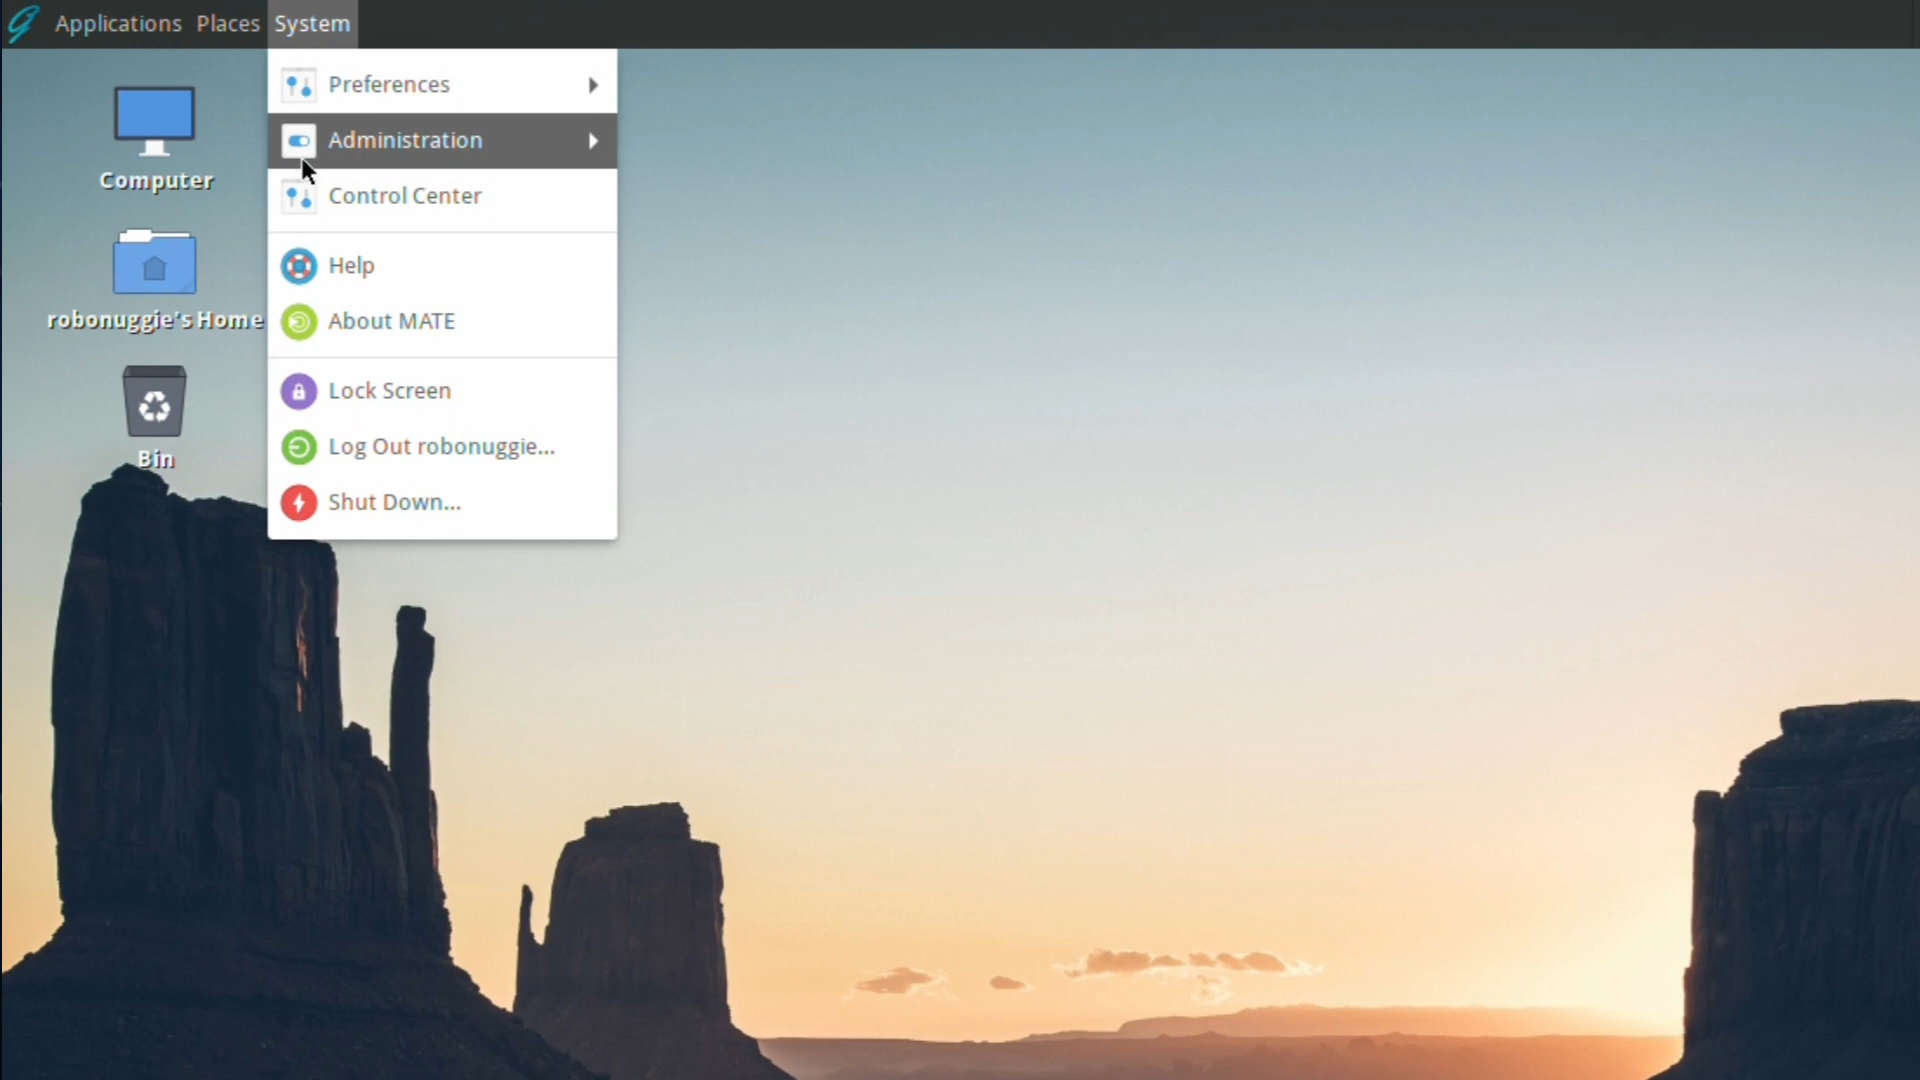 Applications Places System
Preferences
Administration
Control Center
Help
About MATE
Lock Screen
Log Out robonuggie...
Shut Down...
Computer
robonuggie's Home
Bin